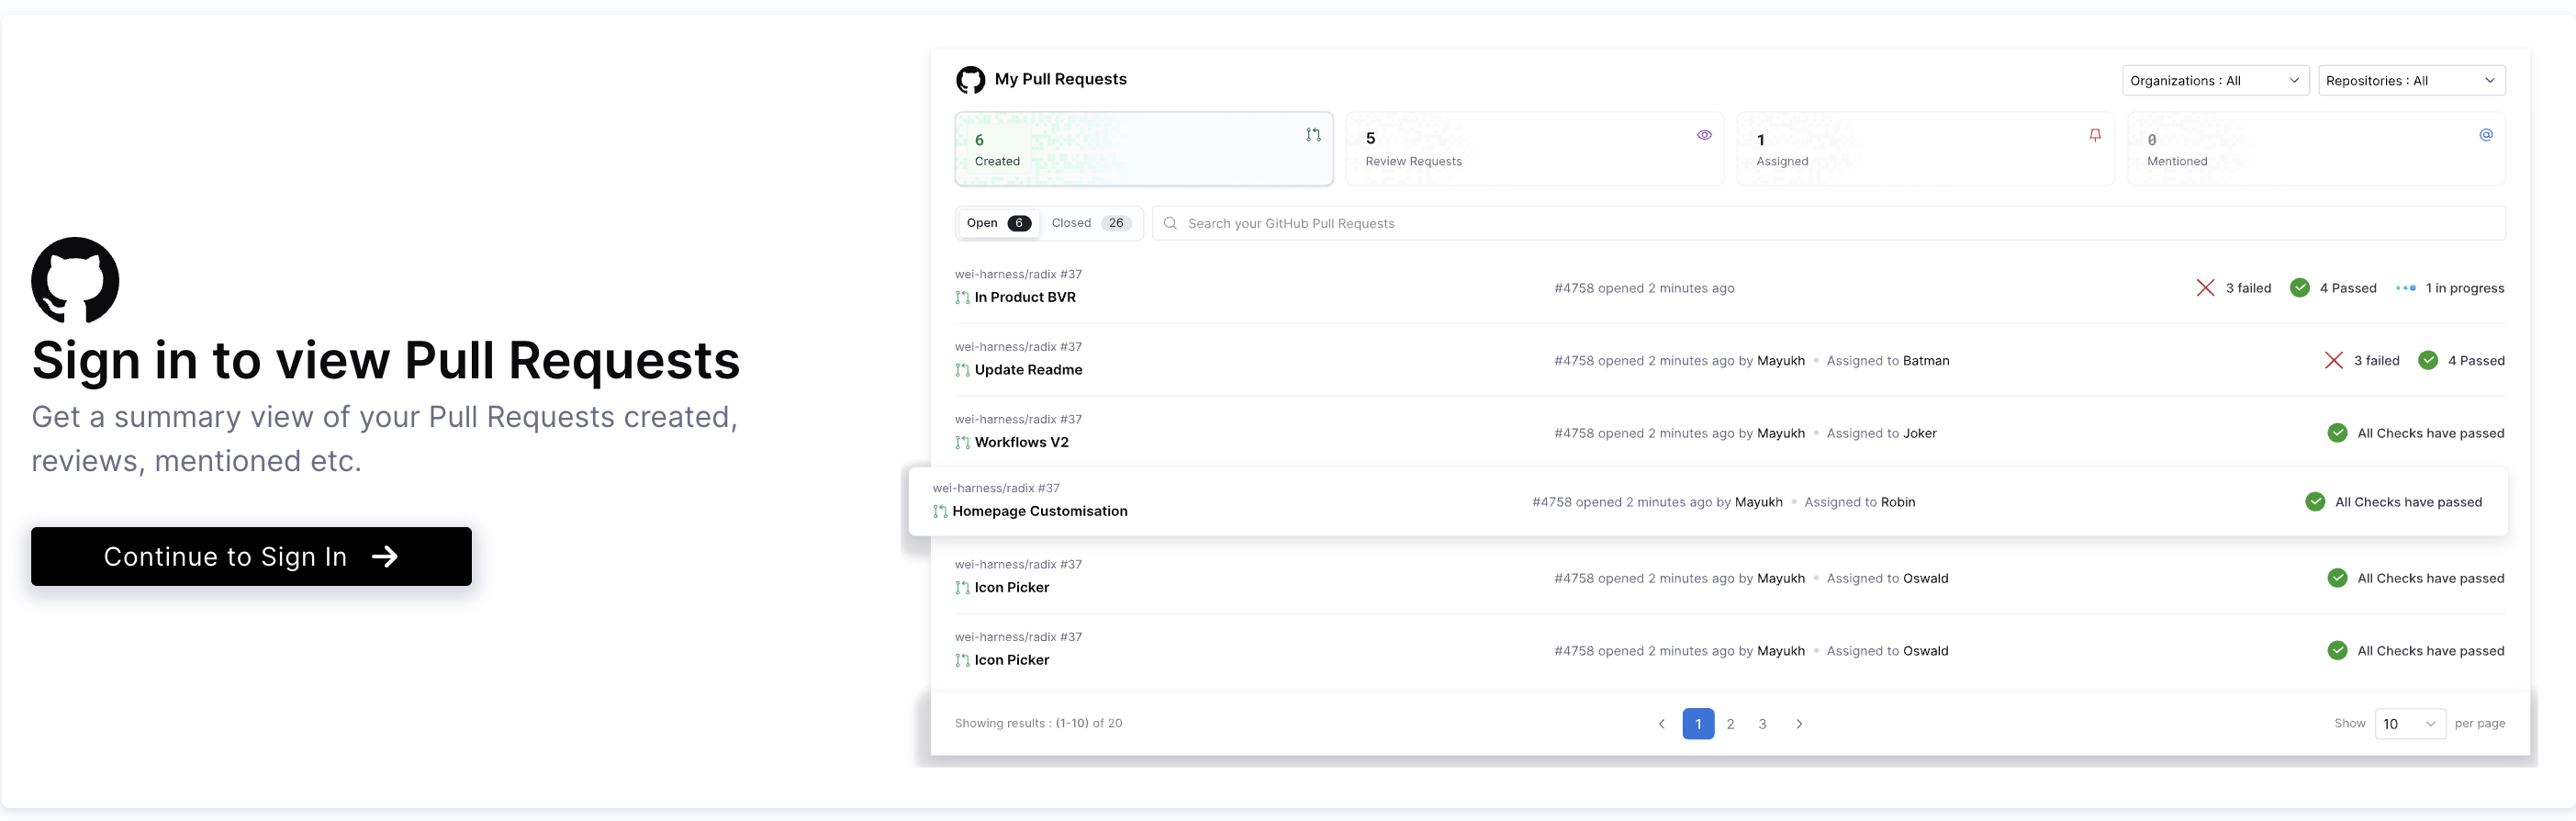 Sign in to view Pull Requests
Get a summary view of your Pull Requests created,
reviews, mentioned etc.
Continue to Sign In
My Pull Requests
Organizations : All
Repositories : All
6
Created
5
Review Requests
1
Assigned
0
Mentioned
Open 6 Closed 26
Search your GitHub Pull Requests
wei-harness/radix #37
In Product BVR
#4758 opened 2 minutes ago
3 failed 4 Passed 1 in progress
wei-harness/radix #37
Update Readme
#4758 opened 2 minutes ago by Mayukh Assigned to Batman
3 failed 4 Passed
wei-harness/radix #37
Workflows V2
#4758 opened 2 minutes ago by Mayukh Assigned to Joker
All Checks have passed
wei-harness/radix #37
Homepage Customisation
#4758 opened 2 minutes ago by Mayukh Assigned to Robin
All Checks have passed
wei-harness/radix #37
Icon Picker
#4758 opened 2 minutes ago by Mayukh Assigned to Oswald
All Checks have passed
wei-harness/radix #37
Icon Picker
#4758 opened 2 minutes ago by Mayukh Assigned to Oswald
All Checks have passed
Showing results : (1-10) of 20
1 2 3
Show 10 per page